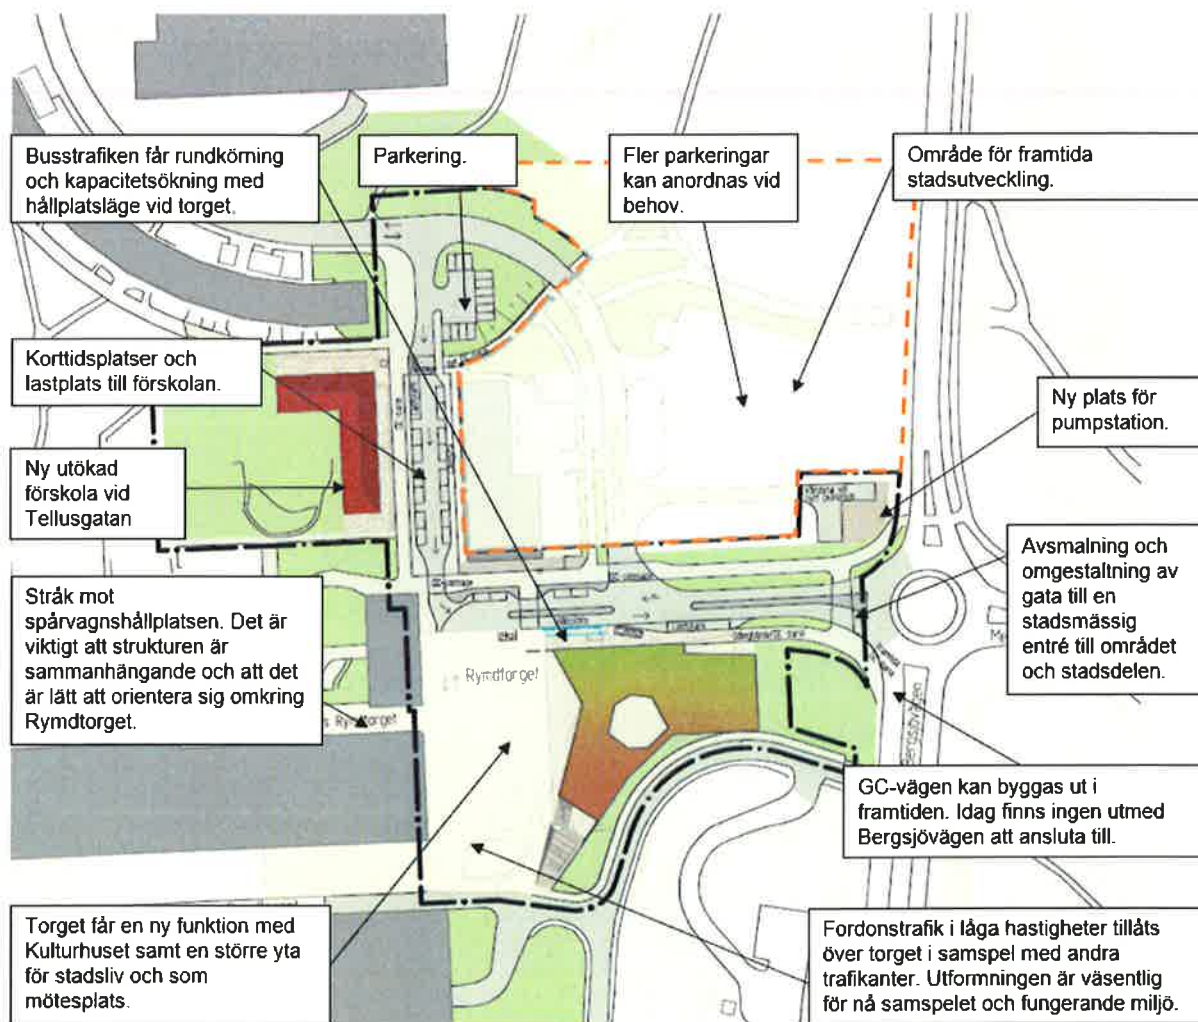 Busstrafiken får rundkörning
och kapacitetsökning med
hållplatsläge vid torget.
Parkering.
Fler parkeringar
kan anordnas vid
behov.
Område för framtida
stadsutveckling.
Korttidsplatser och
lastplats till förskolan.
Ny plats för
pumpstation.
Ny utökad
förskola vid
Tellusgatan
Avsmalning och
omgestaltning av
gata till en
stadsmässig
entré till området
och stadsdelen.
Stråk mot
spårvagnshållplatsen. Det är
viktigt att strukturen är
sammanhängande och att det
är lätt att orientera sig omkring
Rymdtorget.
Rymdtorget
s Rymdtorget
Bergsjövägen
GC-vägen kan byggas ut i
framtiden. Idag finns ingen utmed
Bergsjövägen att ansluta till.
Torget får en ny funktion med
Kulturhuset samt en större yta
för stadsliv och som
mötesplats.
Fordonstrafik i låga hastigheter tillåts
över torget i samspel med andra
trafikanter. Utformningen är väsentlig
för nå samspelet och fungerande miljö.